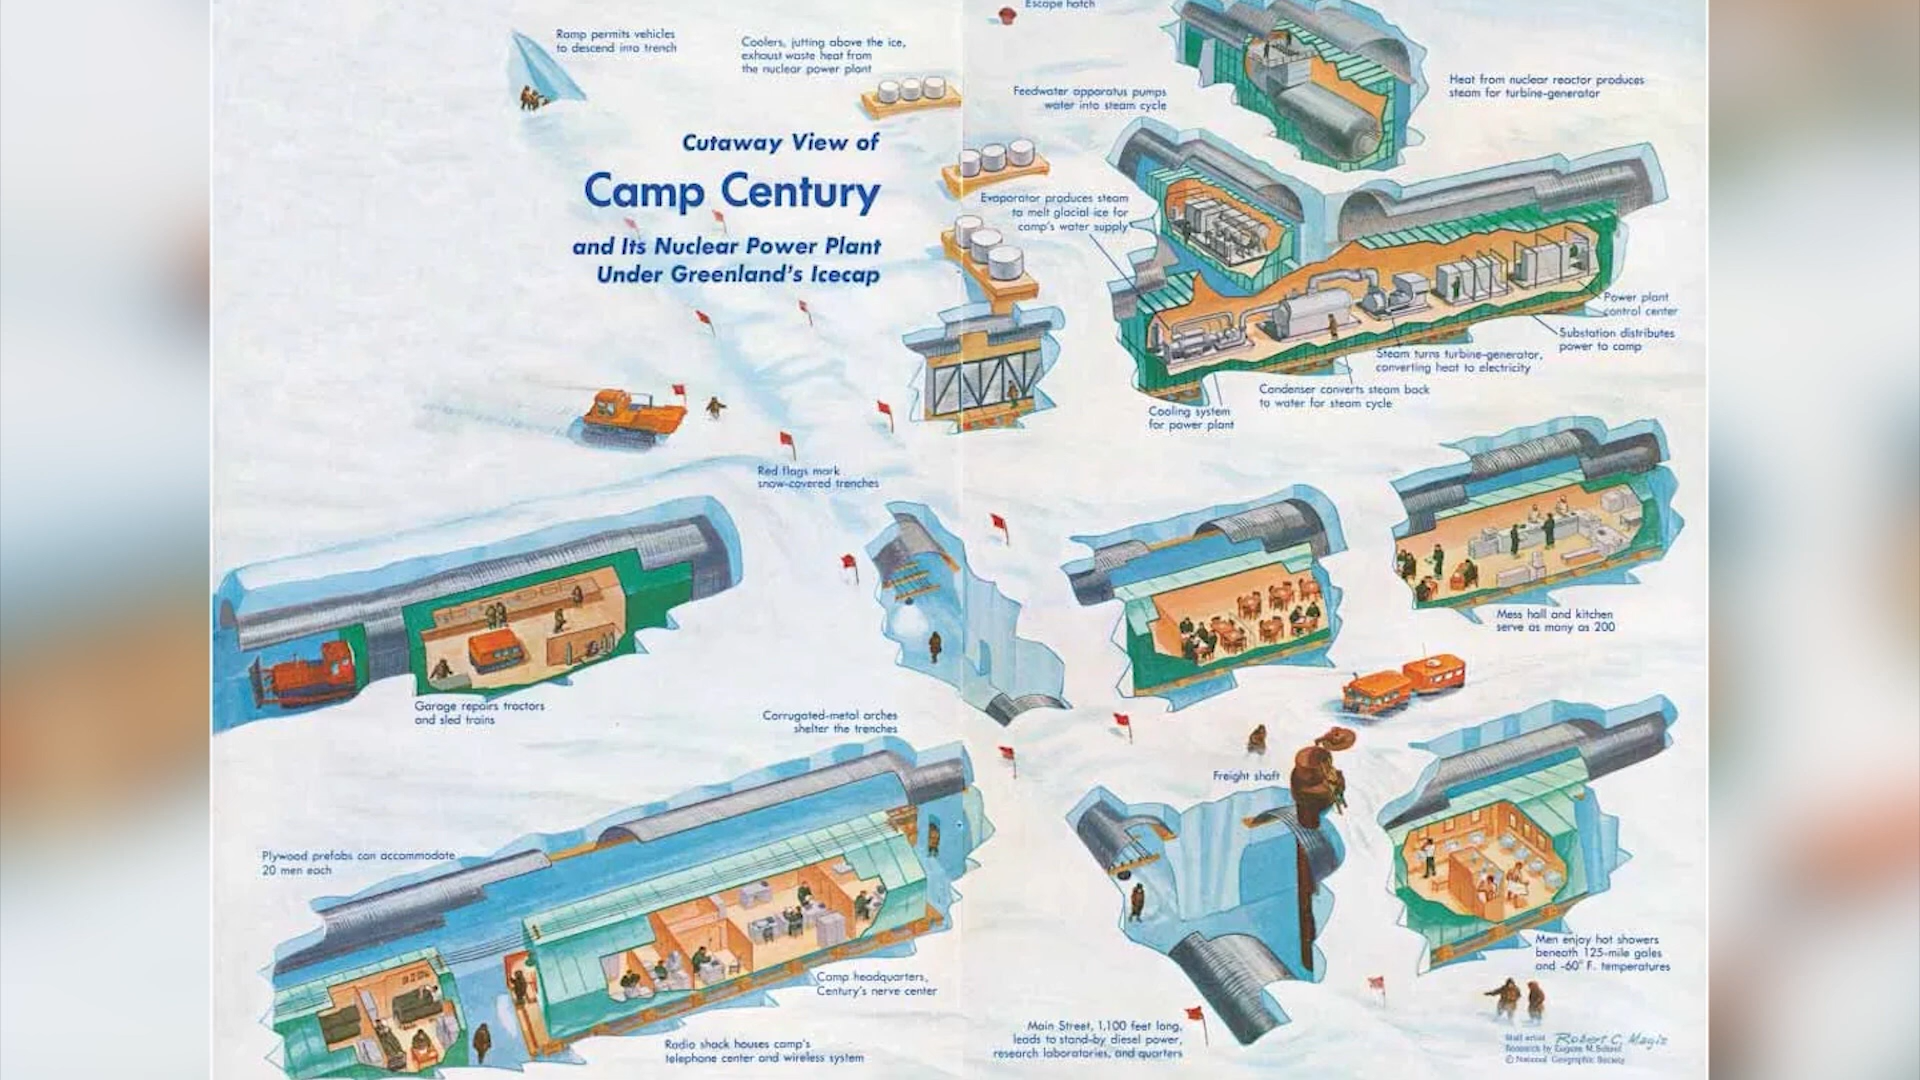 Escape hatch
Ramp permits vehicles
to descend into trench
Coolers, jutting above the ice,
exhaust waste heat from
the nuclear power plant
Feedwater apparatus pumps
water into steam cycle
Heat from nuclear reactor produces
steam for turbine-generator
Cutaway View of
Camp Century
and Its Nuclear Power Plant
Under Greenland's Icecap
Evaporator produces steam
to melt glacial ice for
camp's water supply
Power plant
control center
Substation distributes
power to camp
Steam turns turbine-generator,
converting heat to electricity
Condenser converts steam back
to water for steam cycle
Cooling system
for power plant
Red flags mark
snow-covered trenches
Mess hall and kitchen
serve as many as 200
Garage repairs tractors
and sled trains
Corrugated-metal arches
shelter the trenches
Freight shaft
Plywood prefabs can accommodate
20 men each
Men enjoy hot showers
beneath 125-mile gales
and -60° F. temperatures
Camp headquarters,
Century's nerve center
Main Street, 1,100 feet long,
leads to stand-by diesel power,
research laboratories, and quarters
Radio shack houses camp's
telephone center and wireless system
Staff artist Robert C. Magis
Research by Eugene M. Scheel
© National Geographic Society